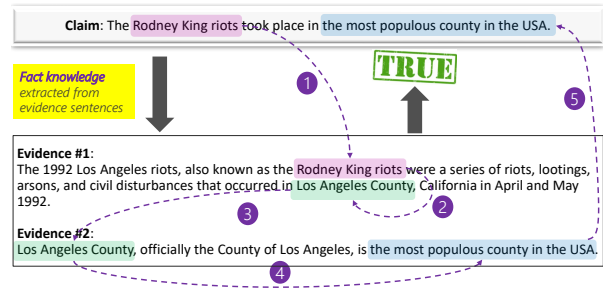 Claim: The Rodney King riots took place in the most populous county in the USA.
Fact knowledge
extracted from
evidence sentences
TRUE
1
5
Evidence #1:
The 1992 Los Angeles riots, also known as the Rodney King riots were a series of riots, lootings,
arsons, and civil disturbances that occurred in Los Angeles County, California in April and May
1992.
2
3
Evidence #2:
Los Angeles County, officially the County of Los Angeles, is the most populous county in the USA.
4